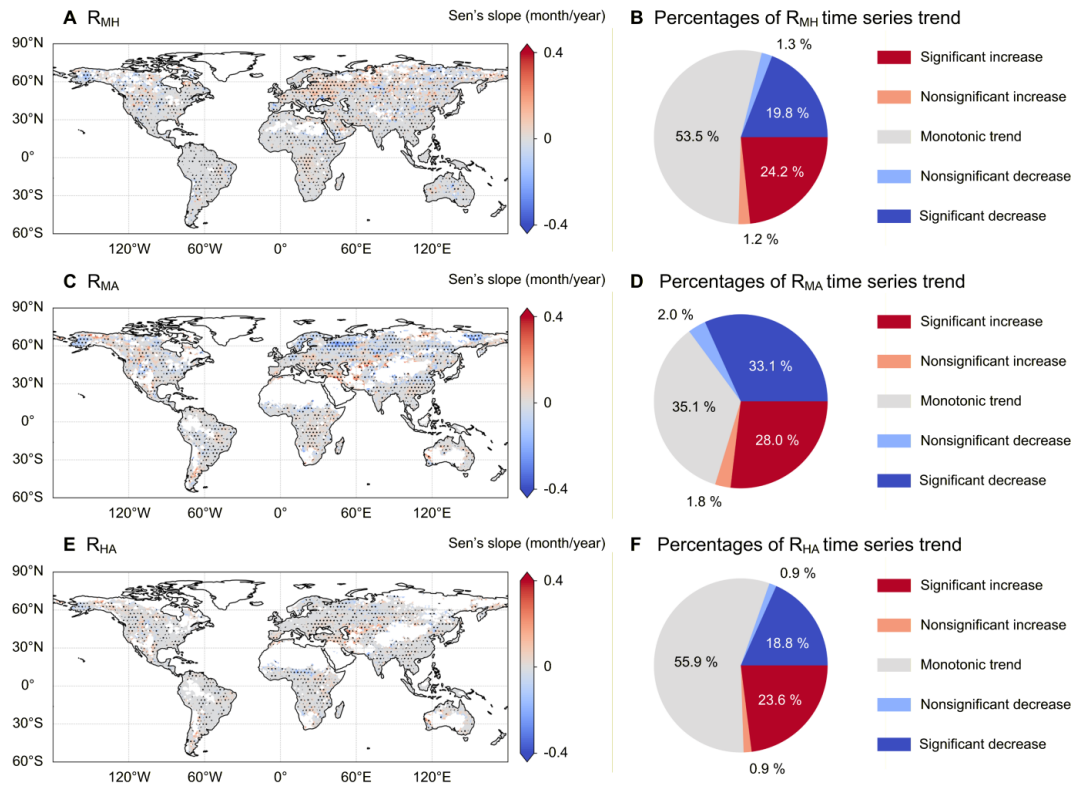 A R_MH
Sen's slope (month/year)
90°N
60°N
30°N
0°
30°S
60°S
120°W 60°W 0° 60°E 120°E
0.4
0
-0.4
B Percentages of R_MH time series trend
1.3 %
19.8 %
53.5 %
24.2 %
1.2 %
Significant increase
Nonsignificant increase
Monotonic trend
Nonsignificant decrease
Significant decrease
C R_MA
Sen's slope (month/year)
90°N
60°N
30°N
0°
30°S
60°S
120°W 60°W 0° 60°E 120°E
0.4
0
-0.4
D Percentages of R_MA time series trend
2.0 %
33.1 %
35.1 %
28.0 %
1.8 %
Significant increase
Nonsignificant increase
Monotonic trend
Nonsignificant decrease
Significant decrease
E R_HA
Sen's slope (month/year)
90°N
60°N
30°N
0°
30°S
60°S
120°W 60°W 0° 60°E 120°E
0.4
0
-0.4
F Percentages of R_HA time series trend
0.9 %
18.8 %
55.9 %
23.6 %
0.9 %
Significant increase
Nonsignificant increase
Monotonic trend
Nonsignificant decrease
Significant decrease